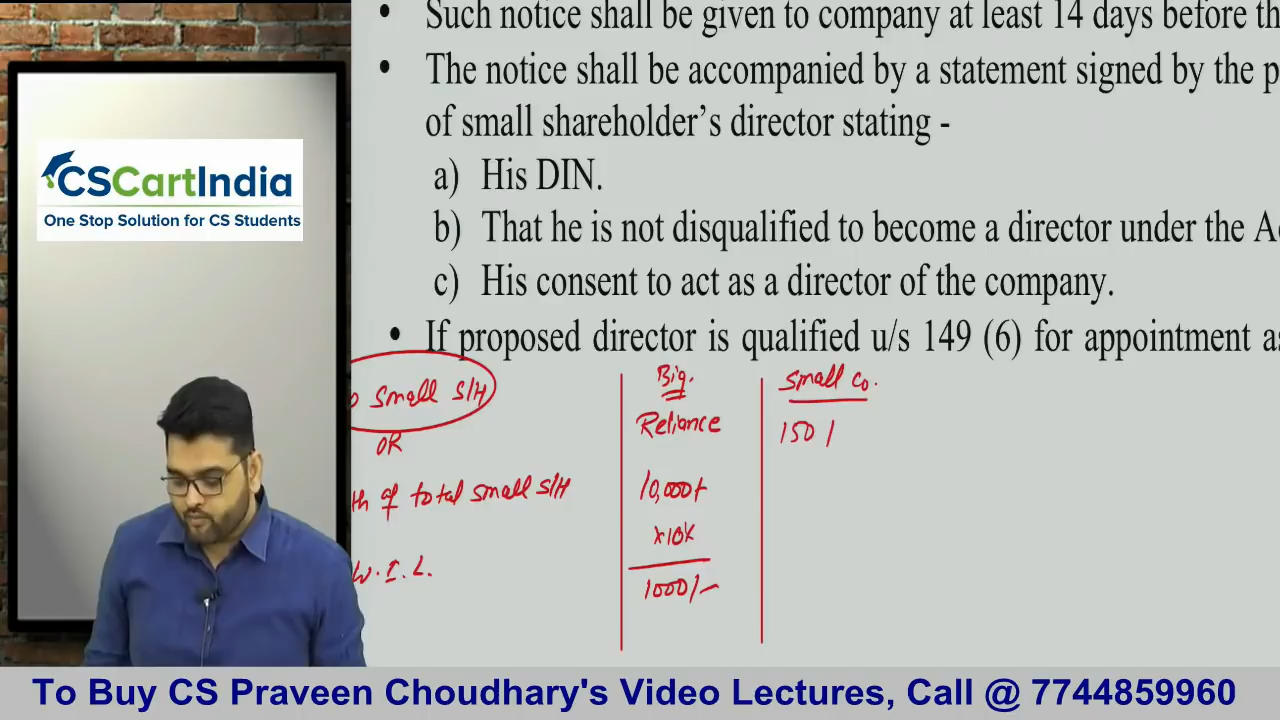 Such notice shall be given to company at least 14 days before th
The notice shall be accompanied by a statement signed by the p
of small shareholder's director stating -
a) His DIN.
b) That he is not disqualified to become a director under the Ac
c) His consent to act as a director of the company.
If proposed director is qualified u/s 149 (6) for appointment as
CSCartIndia
One Stop Solution for CS Students
small S/H
OR
th of total small S/H
W.I.L.
Big.
Reliance
10,000
x10%
1000/-
Small Co.
150/
To Buy CS Praveen Choudhary's Video Lectures, Call @ 7744859960